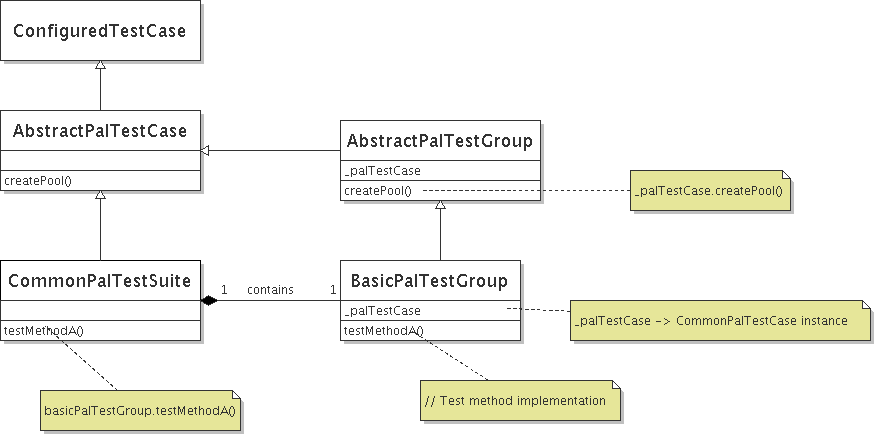 ConfiguredTestCase
AbstractPalTestCase
createPool()
AbstractPalTestGroup
_palTestCase
createPool()
_palTestCase.createPool()
CommonPalTestSuite
testMethodA()
1 contains 1
BasicPalTestGroup
_palTestCase
testMethodA()
_palTestCase -> CommonPalTestCase instance
basicPalTestGroup.testMethodA()
// Test method implementation